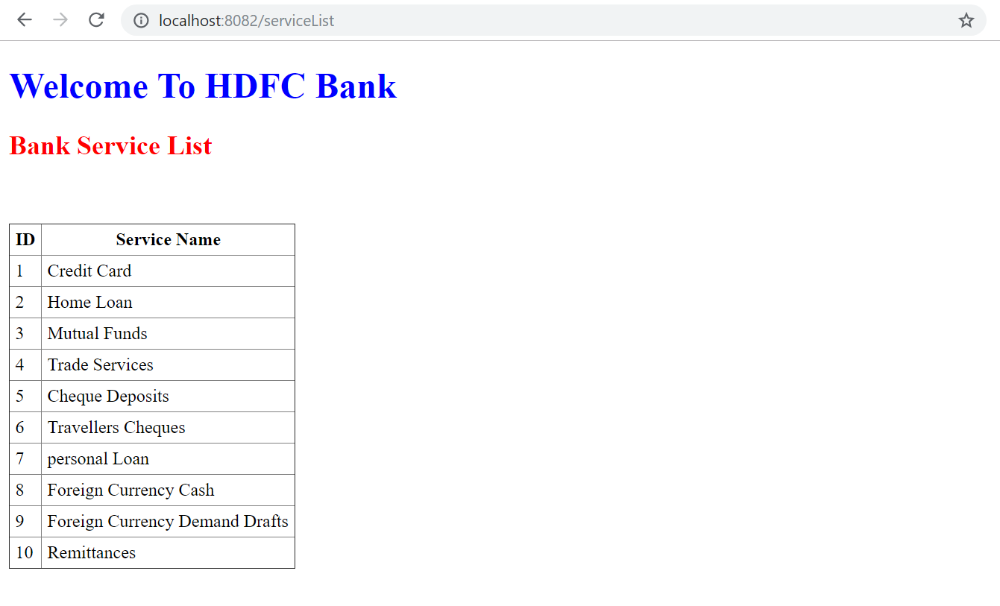 localhost:8082/serviceList
Welcome To HDFC Bank
Bank Service List
ID Service Name
1 Credit Card
2 Home Loan
3 Mutual Funds
4 Trade Services
5 Cheque Deposits
6 Travellers Cheques
7 personal Loan
8 Foreign Currency Cash
9 Foreign Currency Demand Drafts
10 Remittances